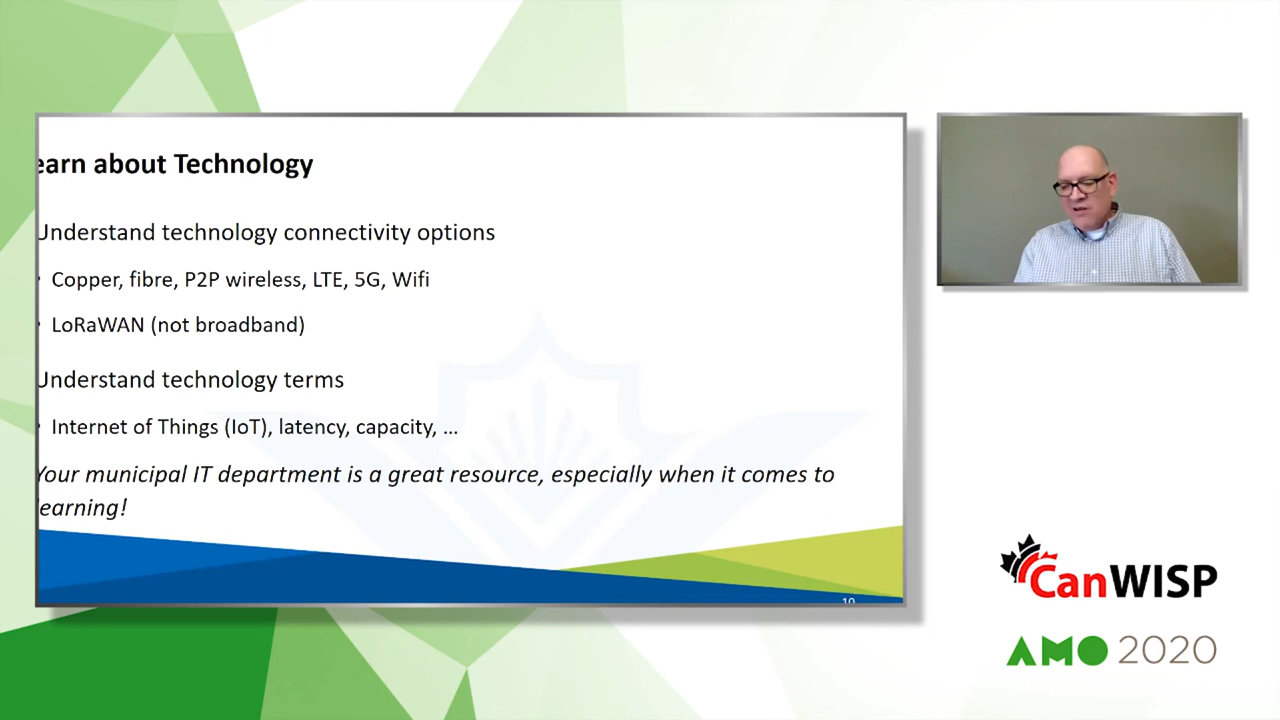 earn about Technology
Understand technology connectivity options
Copper, fibre, P2P wireless, LTE, 5G, Wifi
LoRaWAN (not broadband)
Understand technology terms
Internet of Things (IoT), latency, capacity, ...
Your municipal IT department is a great resource, especially when it comes to
learning!
10
CanWISP
AMO 2020